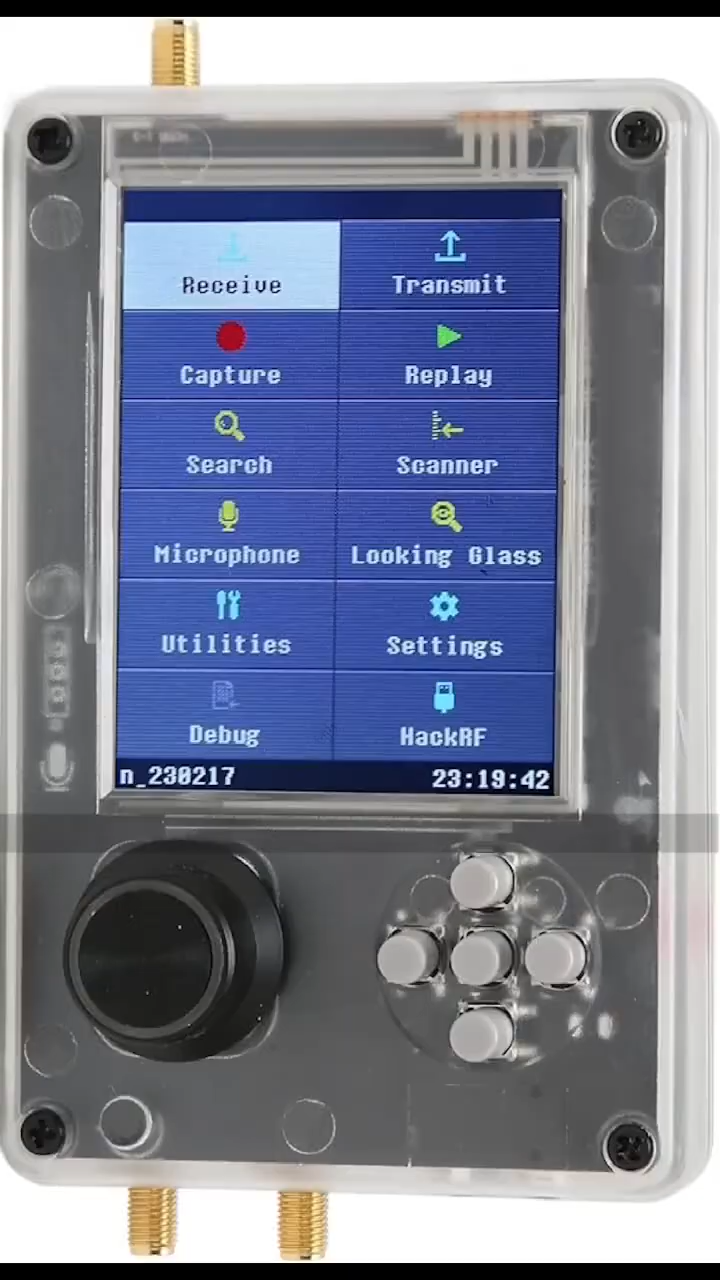 Receive
Transmit
Capture
Replay
Search
Scanner
Microphone
Looking Glass
Utilities
Settings
Debug
HackRF
n_230217
23:19:42